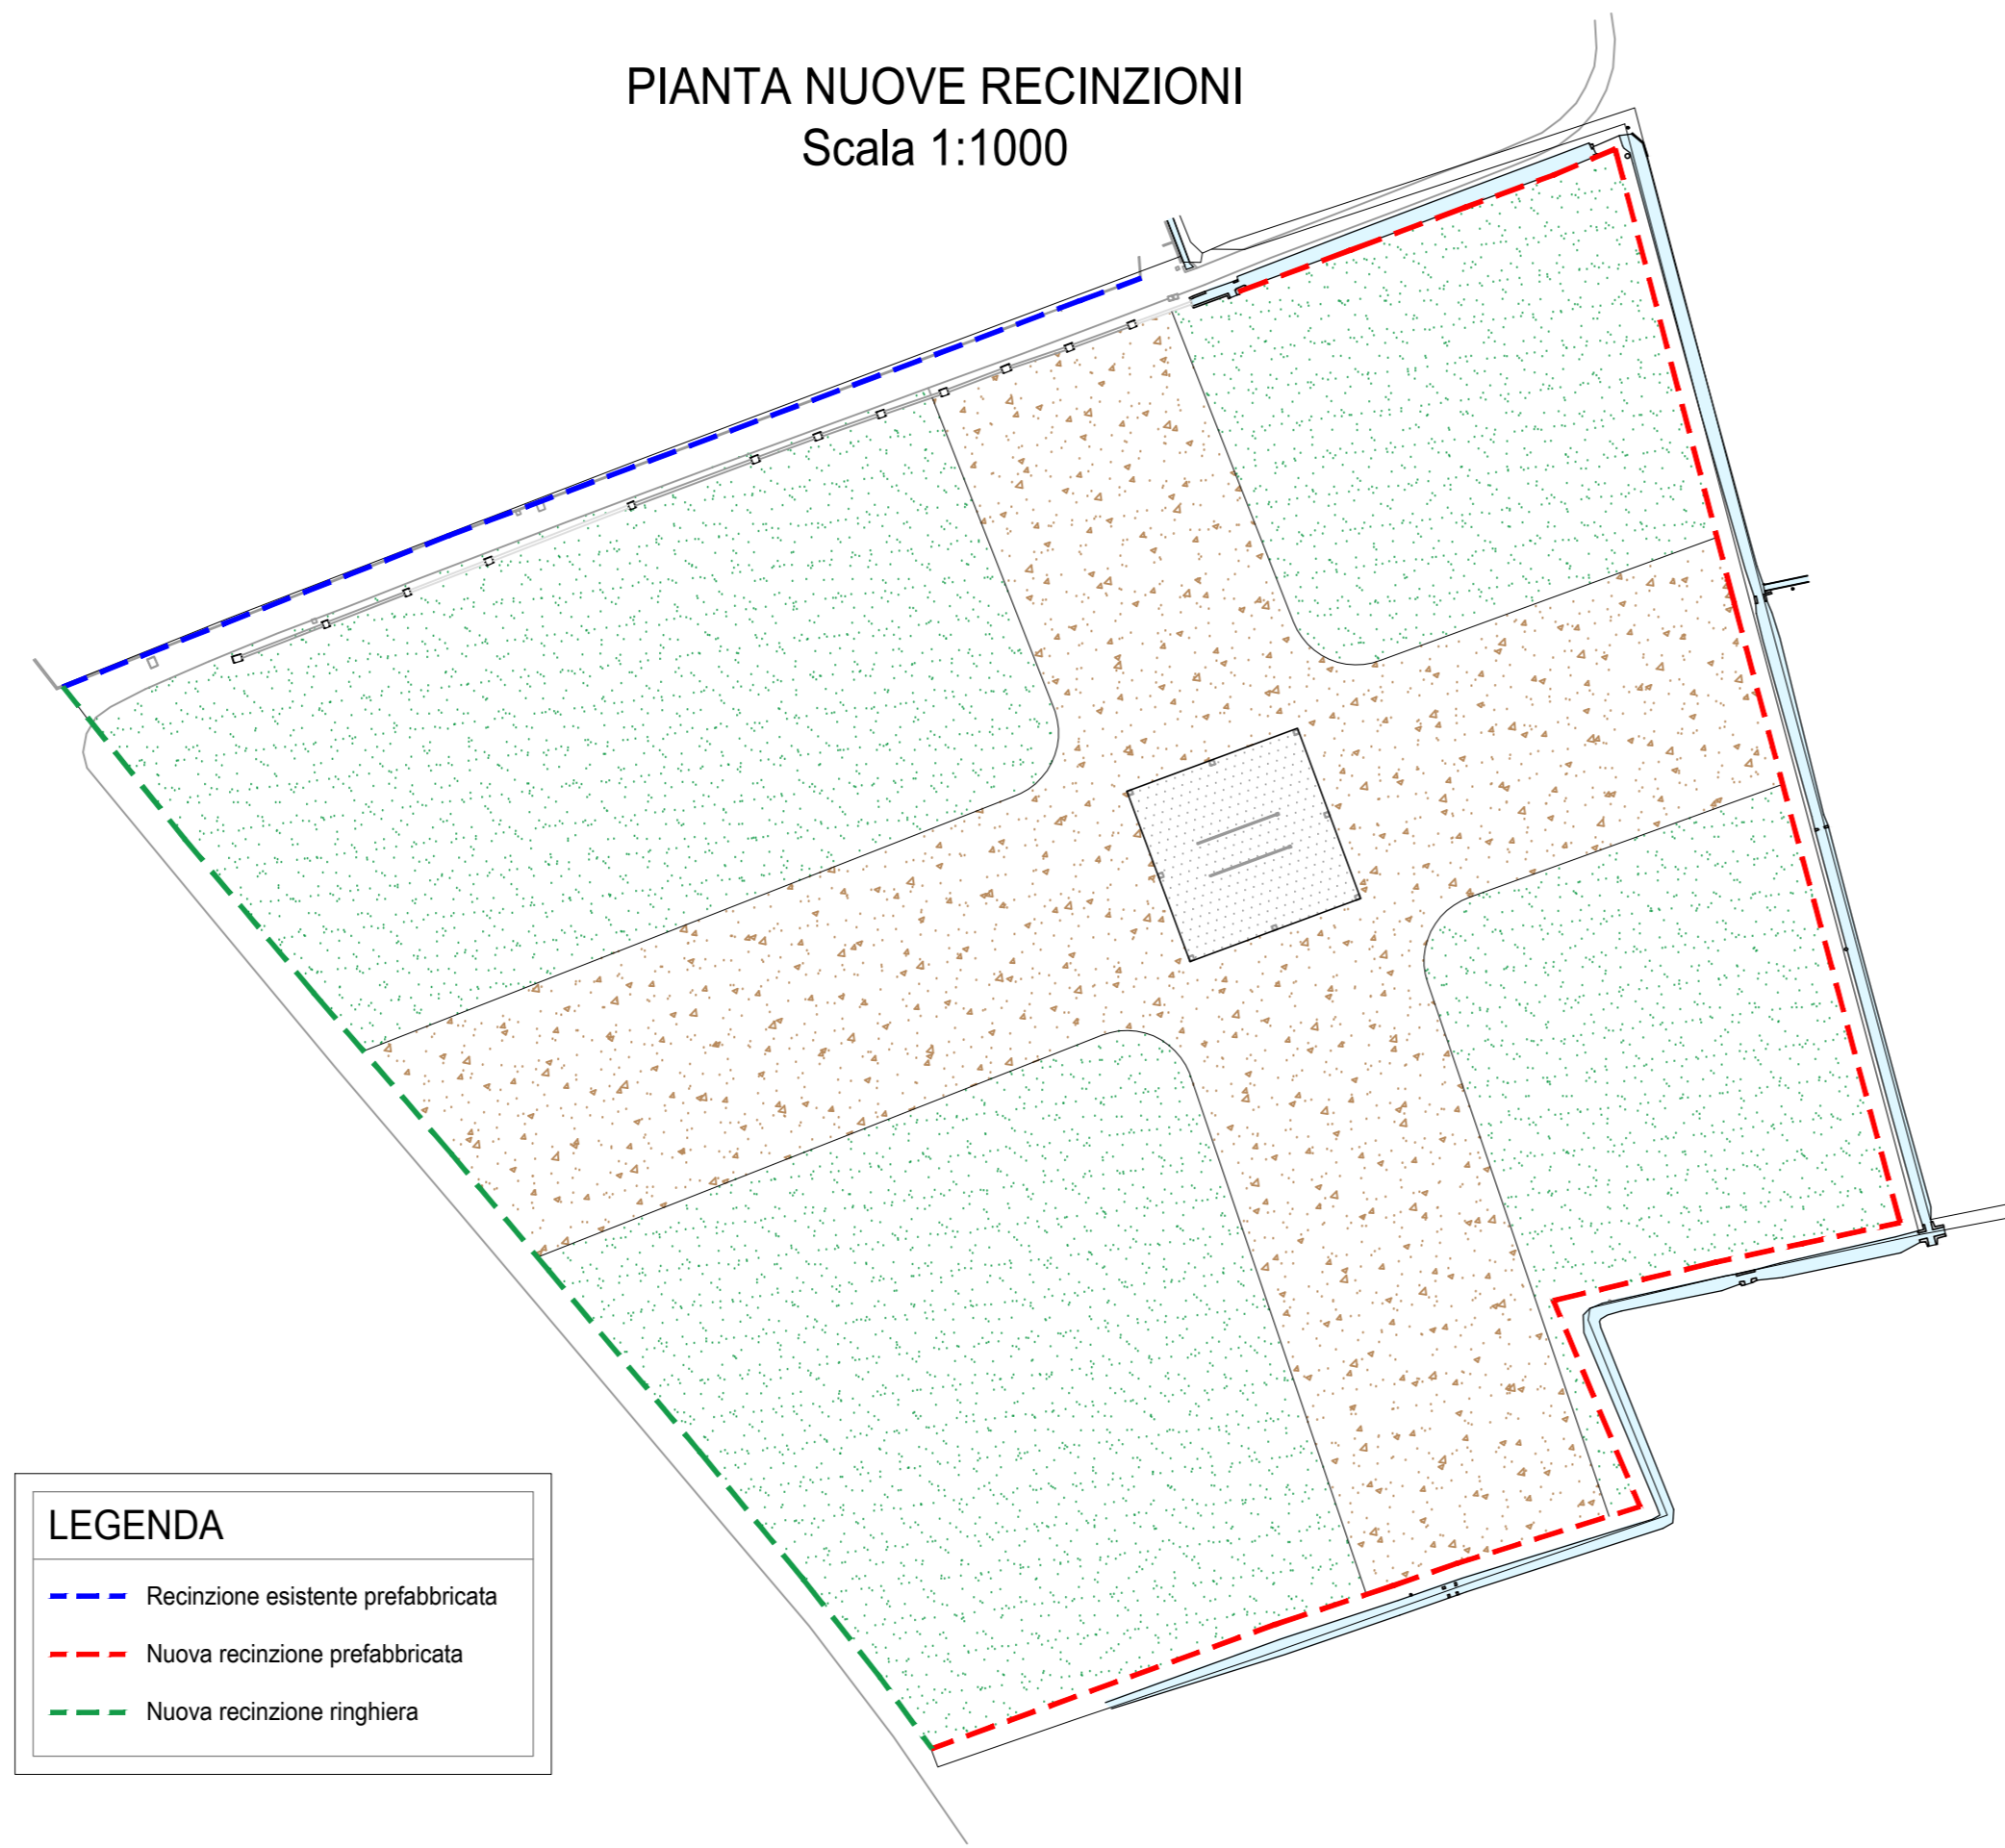 PIANTA NUOVE RECINZIONI
Scala 1:1000
LEGENDA
Recinzione esistente prefabbricata
Nuova recinzione prefabbricata
Nuova recinzione ringhiera